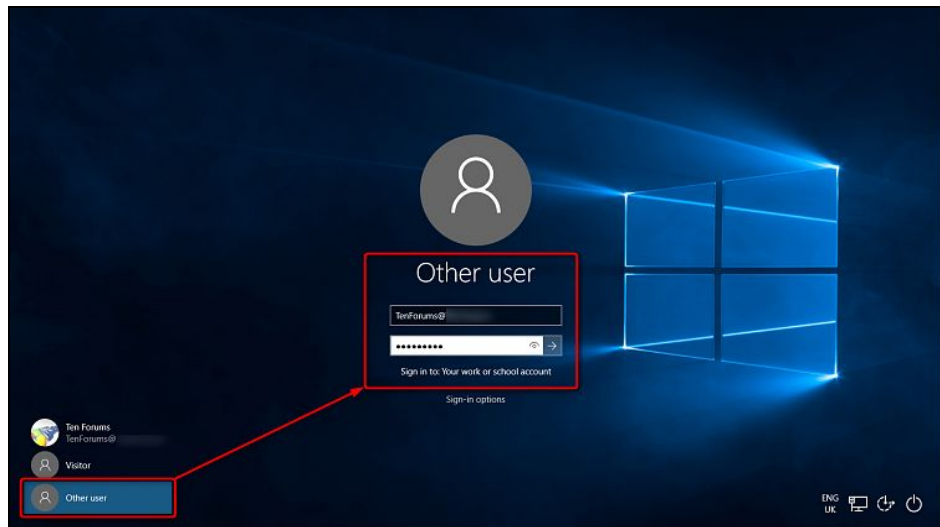 Other user
TenForums@
Sign in to: Your work or school account
Sign-in options
Ten Forums
TenForums@
Visitor
Other user
ENG
UK